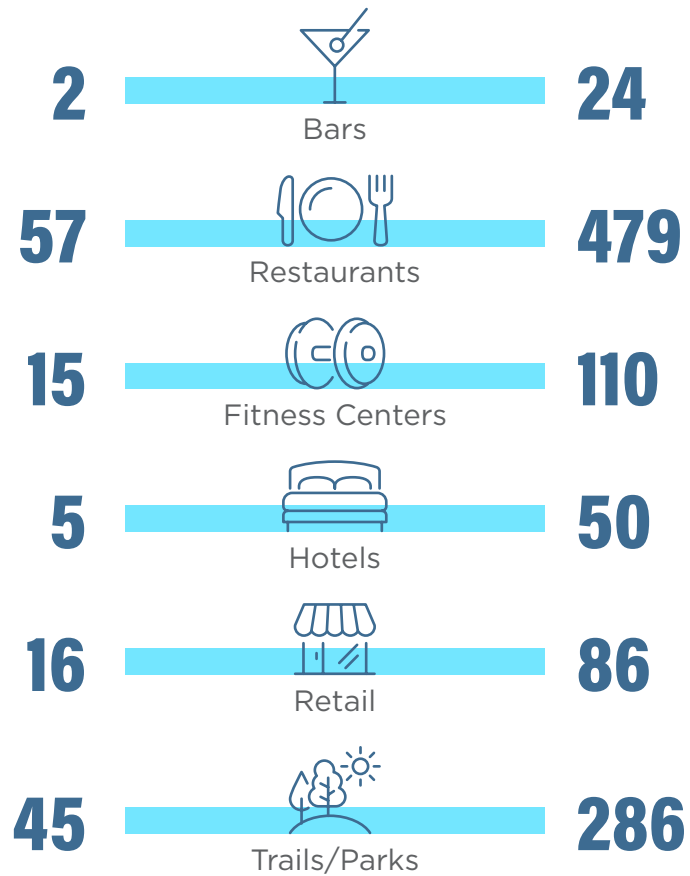 2 24
Bars
57 479
Restaurants
15 110
Fitness Centers
5 50
Hotels
16 86
Retail
45 286
Trails/Parks